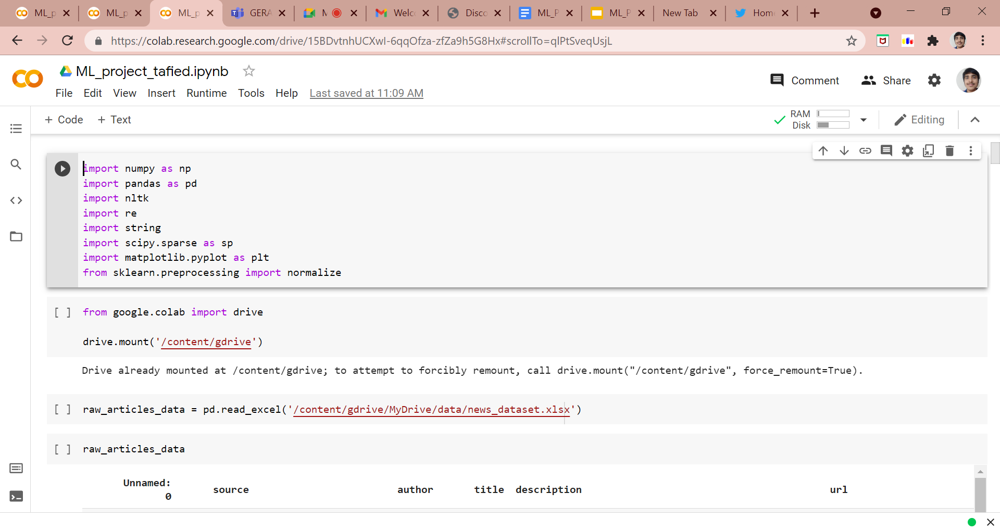 ML_p ML_p ML_p GERA M Welc Disco ML_P ML_P New Tab Home
https://colab.research.google.com/drive/15BDvtnhUCXwI-6qqOfza-zfZa9h5G8Hx#scrollTo=qlPtSveqUsjL
ML_project_tafied.ipynb
Comment Share
File Edit View Insert Runtime Tools Help Last saved at 11:09 AM
+ Code + Text
RAM
Disk
Editing
import numpy as np
import pandas as pd
import nltk
import re
import string
import scipy.sparse as sp
import matplotlib.pyplot as plt
from sklearn.preprocessing import normalize
[ ] from google.colab import drive
drive.mount('/content/gdrive')
Drive already mounted at /content/gdrive; to attempt to forcibly remount, call drive.mount("/content/gdrive", force_remount=True).
[ ] raw_articles_data = pd.read_excel('/content/gdrive/MyDrive/data/news_dataset.xlsx')
[ ] raw_articles_data
Unnamed: 0 source author title description url